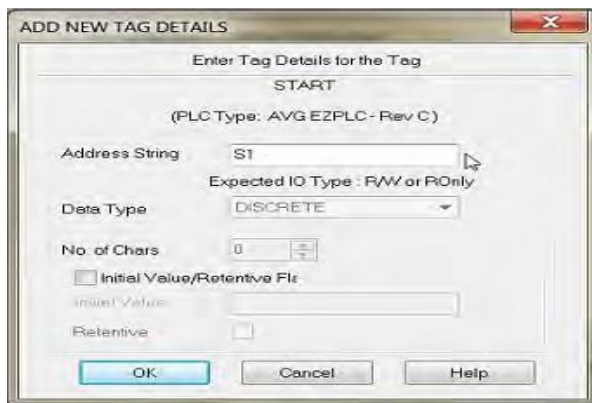 ADD NEW TAG DETAILS
Enter Tag Details for the Tag
START
(PLC Type: AVG EZPLC - Rev C)
Address String S1
Expected IO Type : R/W or ROnly
Data Type DISCRETE
No. of Chars 0
Initial Value/Retentive Fla
Initial Value
Retentive
OK Cancel Help